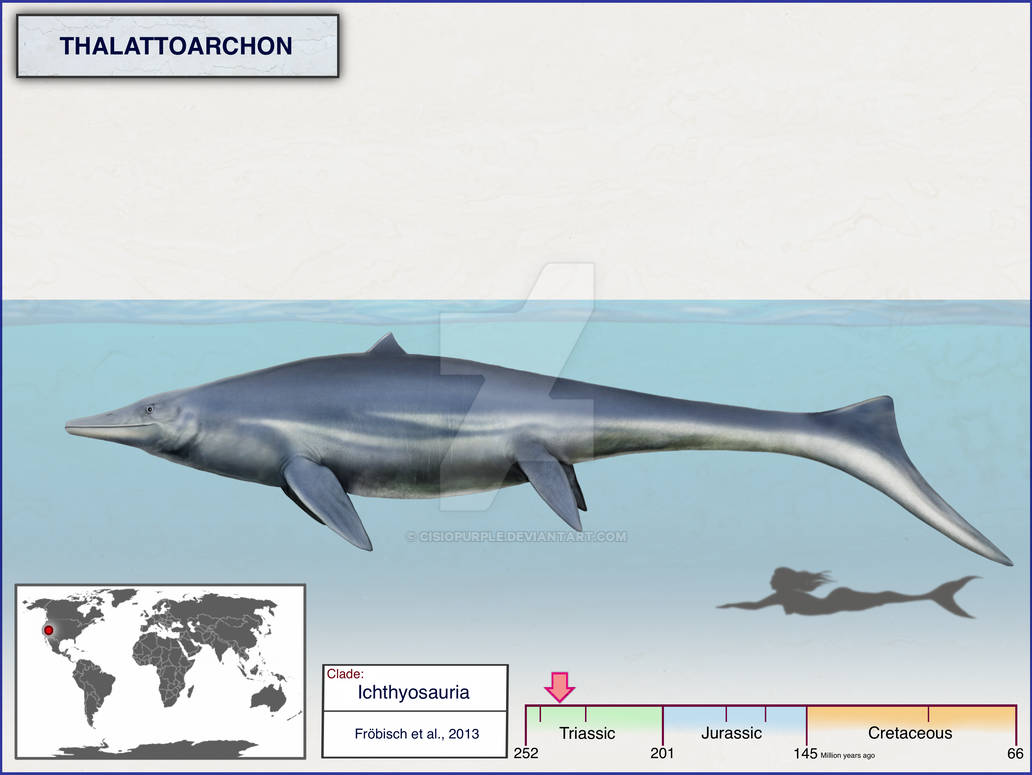 THALATTOARCHON
© CISIOPURPLE.DEVIANTART.COM
Clade:
Ichthyosauria
Fröbisch et al., 2013
Triassic
Jurassic
Cretaceous
252
201
145 Million years ago
66